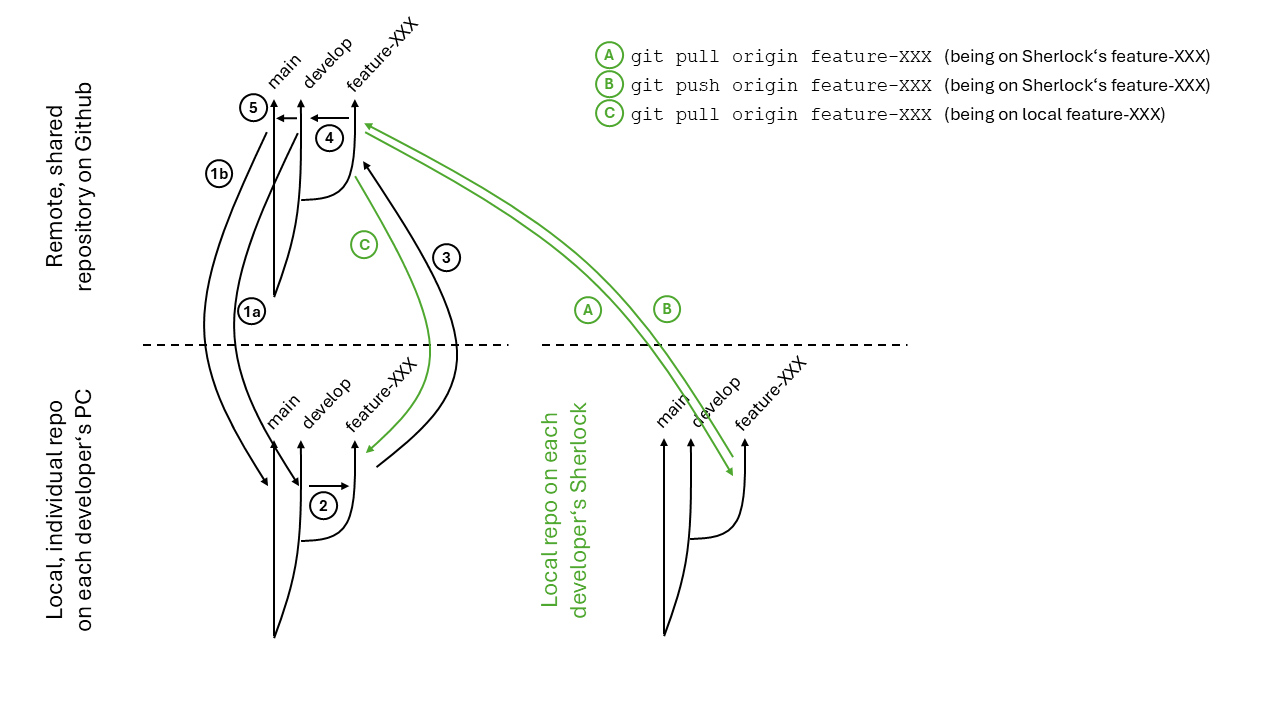 main
develop
feature-XXX
A git pull origin feature-XXX (being on Sherlock‘s feature-XXX)
B git push origin feature-XXX (being on Sherlock‘s feature-XXX)
C git pull origin feature-XXX (being on local feature-XXX)
Remote, shared
repository on Github
5
4
1b
C
3
1a
A
B
main
develop
feature-XXX
main
develop
feature-XXX
Local, individual repo
on each developer‘s PC
2
Local repo on each
developer‘s Sherlock